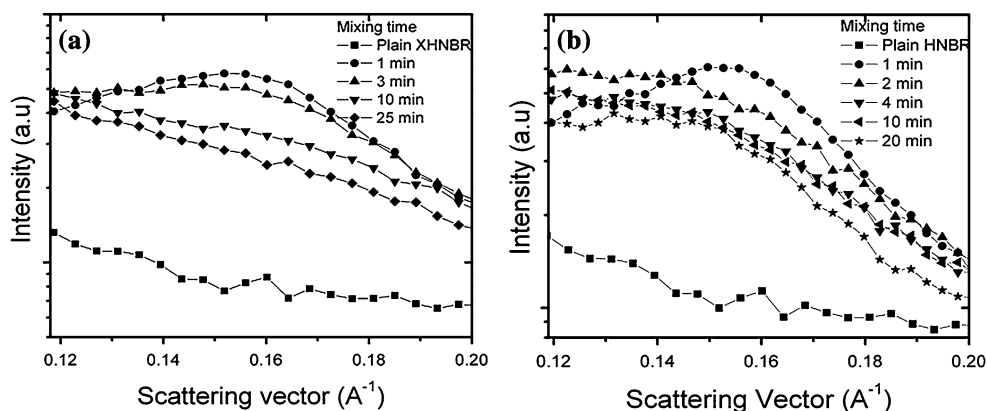 (a)
Mixing time
Plain XHNBR
1 min
3 min
10 min
25 min
Intensity (a.u)
0.12 0.14 0.16 0.18 0.20
Scattering vector (A⁻¹)
(b)
Mixing time
Plain HNBR
1 min
2 min
4 min
10 min
20 min
Intensity (a.u)
0.12 0.14 0.16 0.18 0.20
Scattering Vector (A⁻¹)